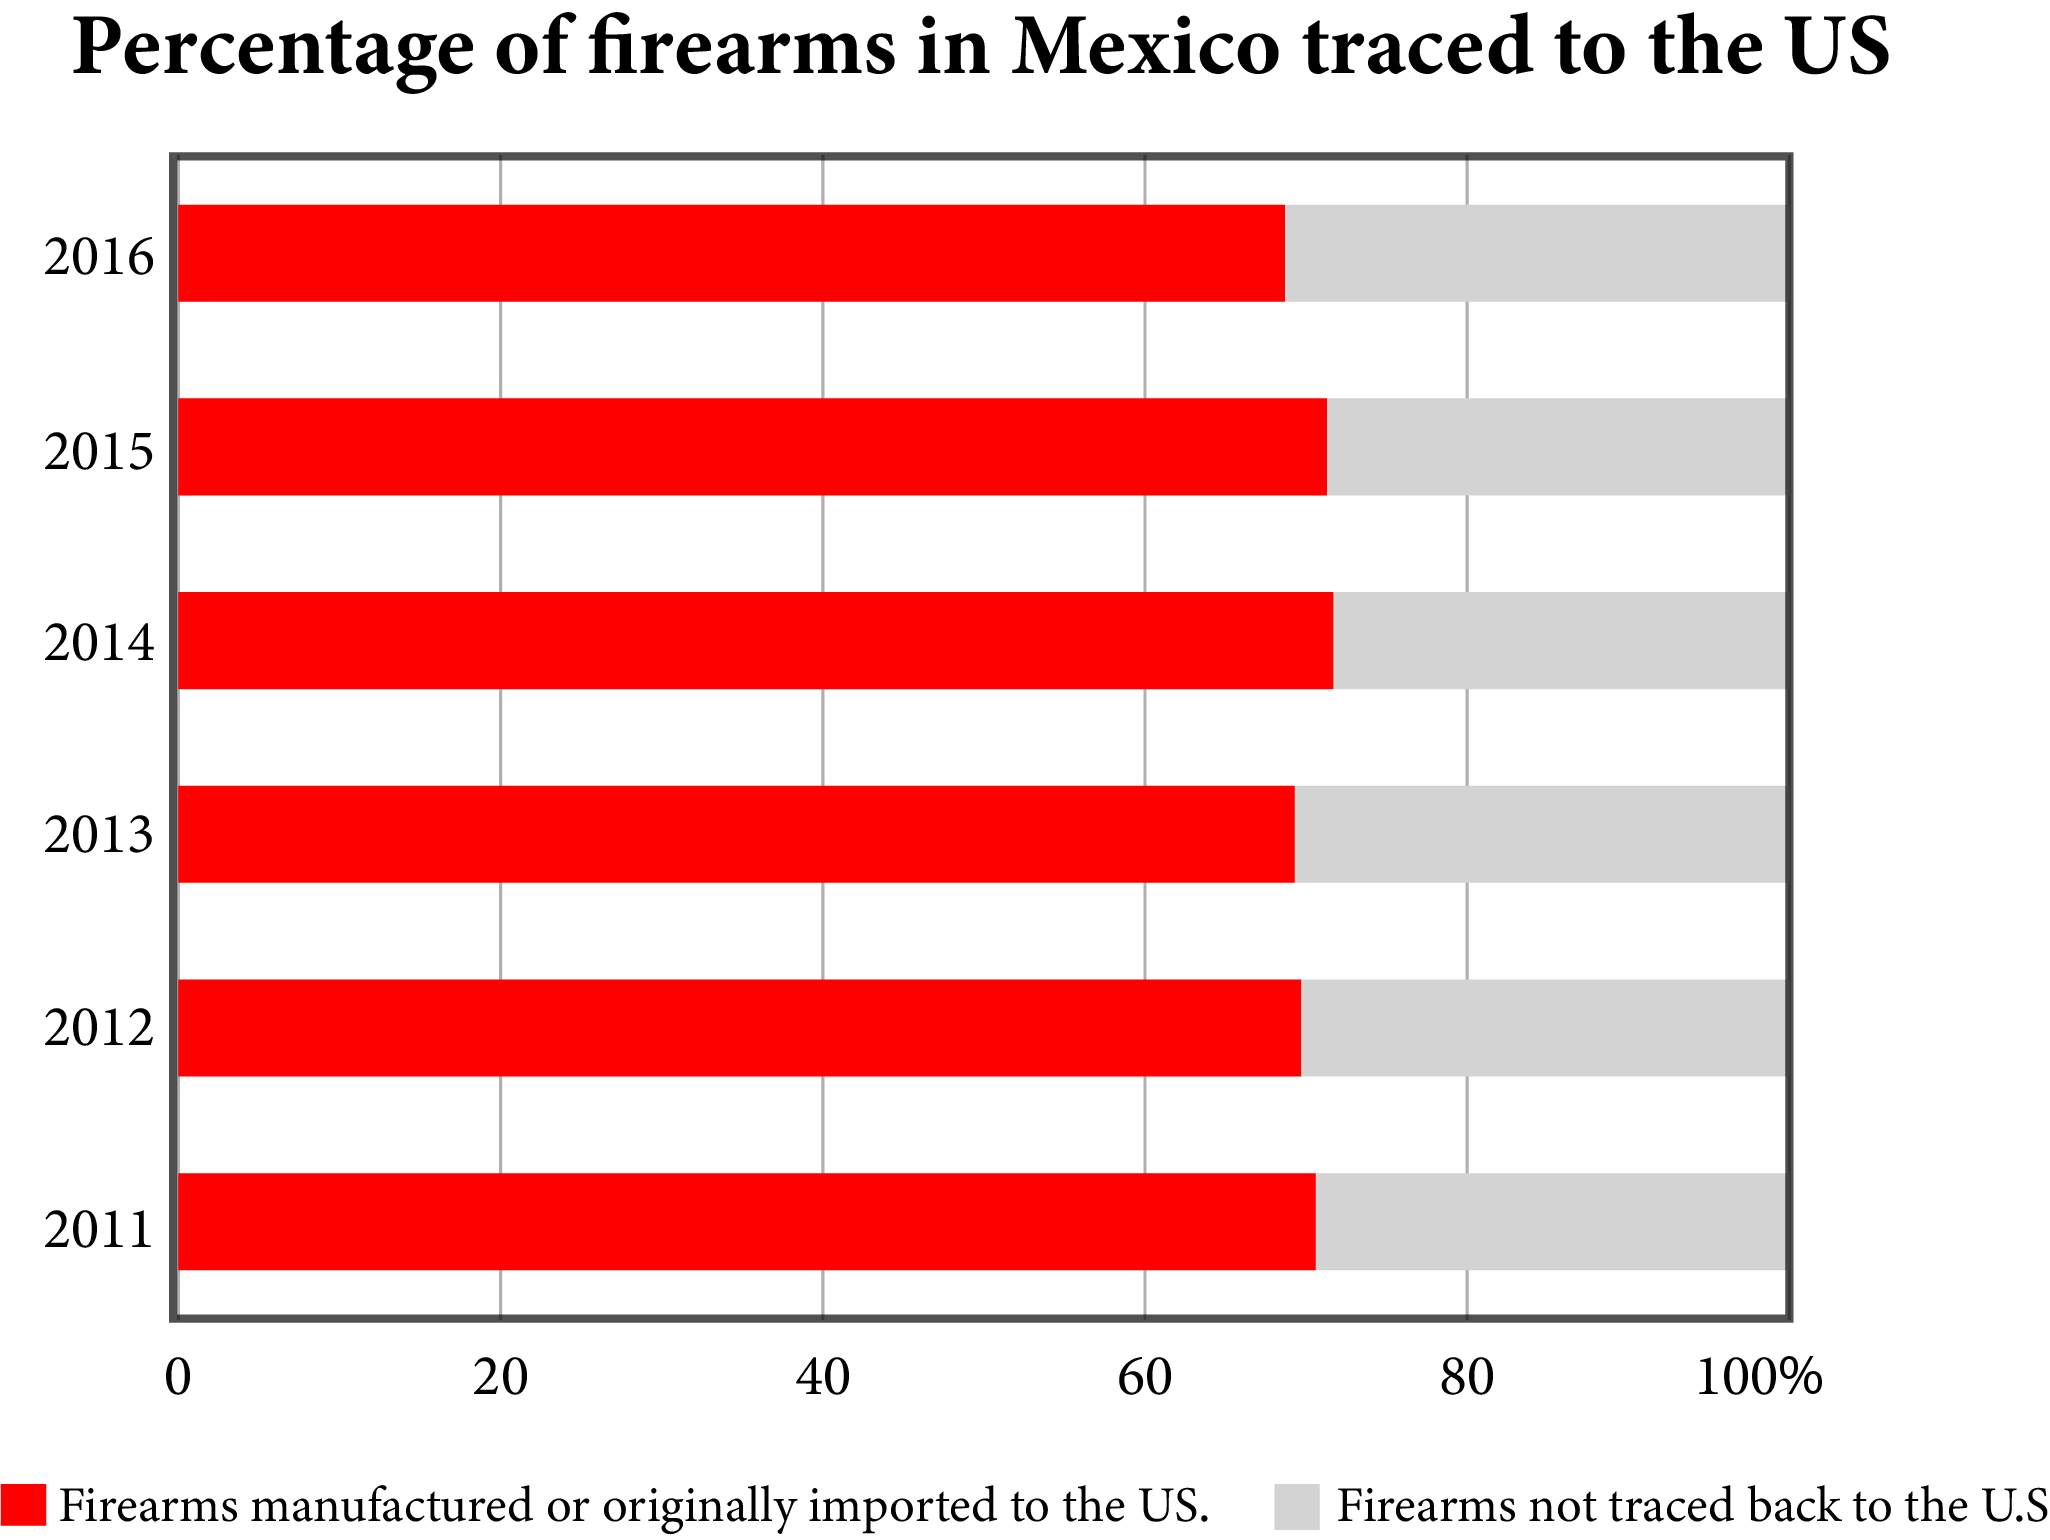 Percentage of firearms in Mexico traced to the US
2016
2015
2014
2013
2012
2011
0 20 40 60 80 100%
Firearms manufactured or originally imported to the US. Firearms not traced back to the U.S